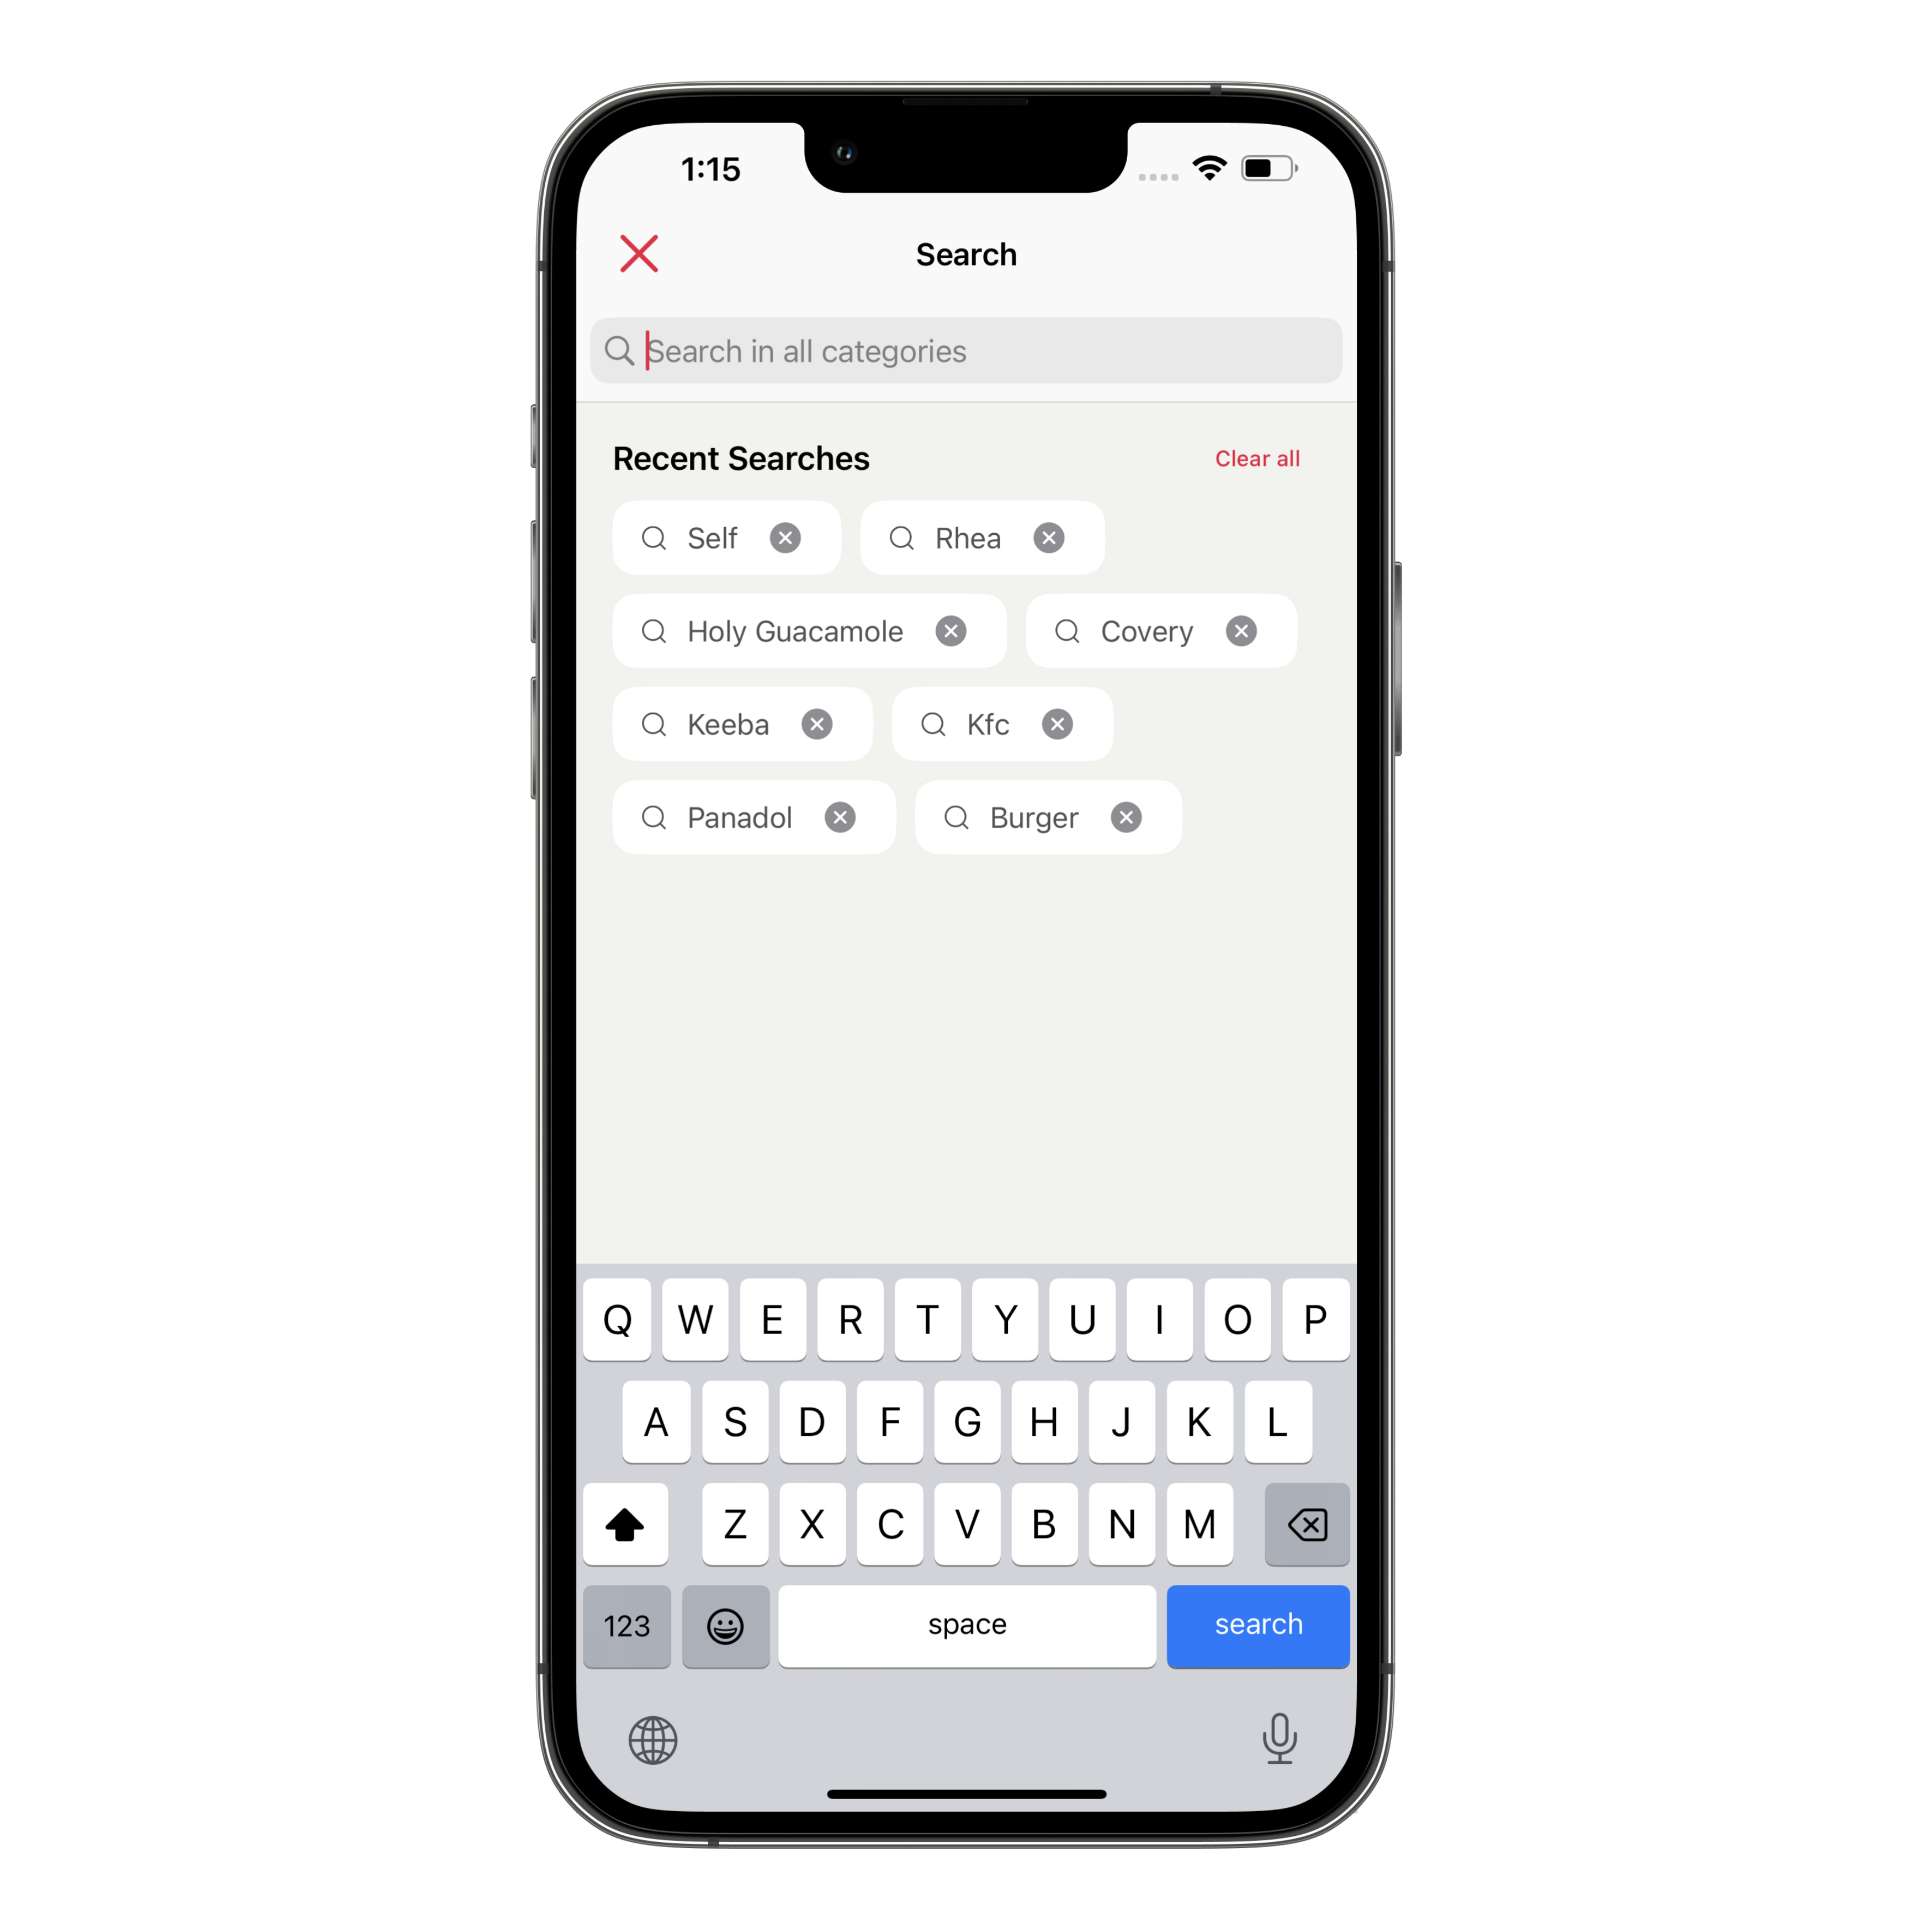 1:15
Search
Search in all categories
Recent Searches Clear all
Self Rhea
Holy Guacamole Covery
Keeba Kfc
Panadol Burger
Q W E R T Y U I O P
A S D F G H J K L
Z X C V B N M
123 space search